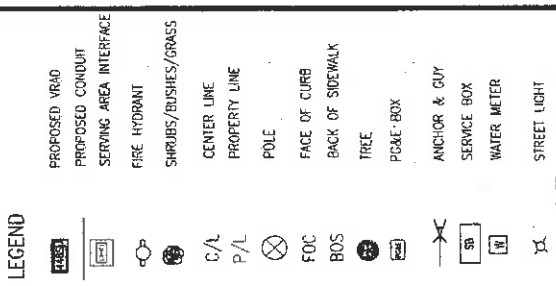 LEGEND
448ST PROPOSED VRAD
PROPOSED CONDUIT
SERVING AREA INTERFACE
FIRE HYDRANT
SHRUBS/BUSHES/GRASS
C/L CENTER LINE
P/L PROPERTY LINE
POLE
FOC FACE OF CURB
BOS BACK OF SIDEWALK
TREE
PG&E BOX
ANCHOR & GUY
SB SERVICE BOX
W WATER METER
STREET LIGHT